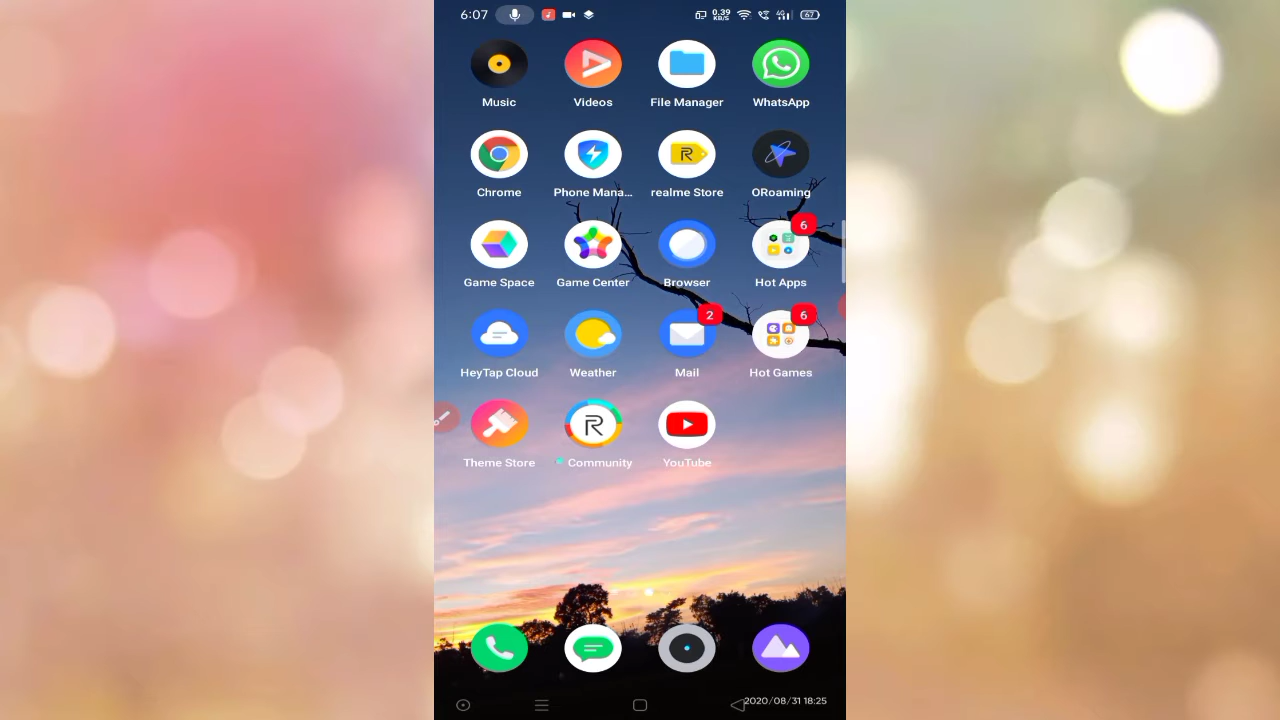 6:07 0.39 KB/S 4G 67
Music Videos File Manager WhatsApp
Chrome Phone Mana... realme Store ORoaming
6
Game Space Game Center Browser Hot Apps
2 6
HeyTap Cloud Weather Mail Hot Games
Theme Store Community YouTube
2020/08/31 18:25